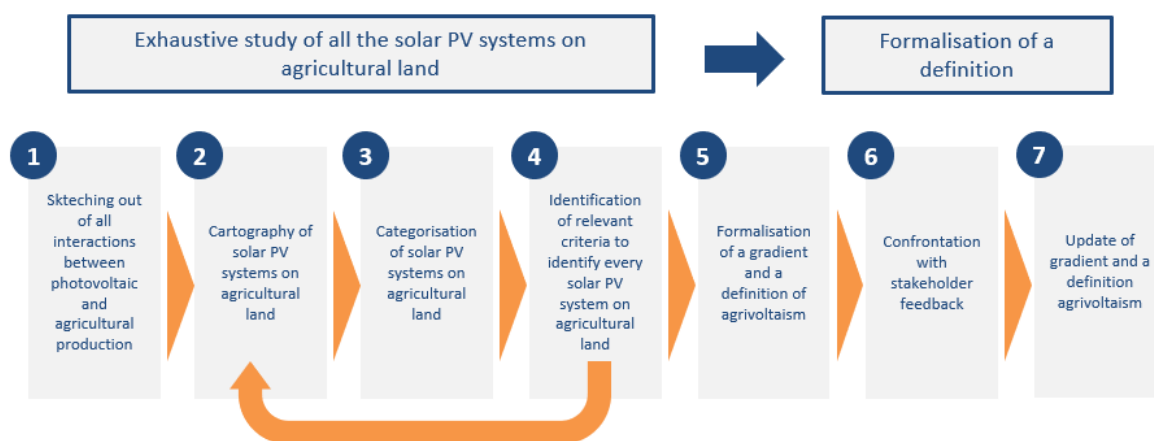 Exhaustive study of all the solar PV systems on
agricultural land
Formalisation of a
definition
1
Skteching out
of all
interactions
between
photovoltaic
and
agricultural
production
2
Cartography of
solar PV
systems on
agricultural
land
3
Categorisation
of solar PV
systems on
agricultural
land
4
Identification
of relevant
criteria to
identify every
solar PV
system on
agricultural
land
5
Formalisation
of a gradient
and a
definition of
agrivoltaism
6
Confrontation
with
stakeholder
feedback
7
Update of
gradient and a
definition
agrivoltaism